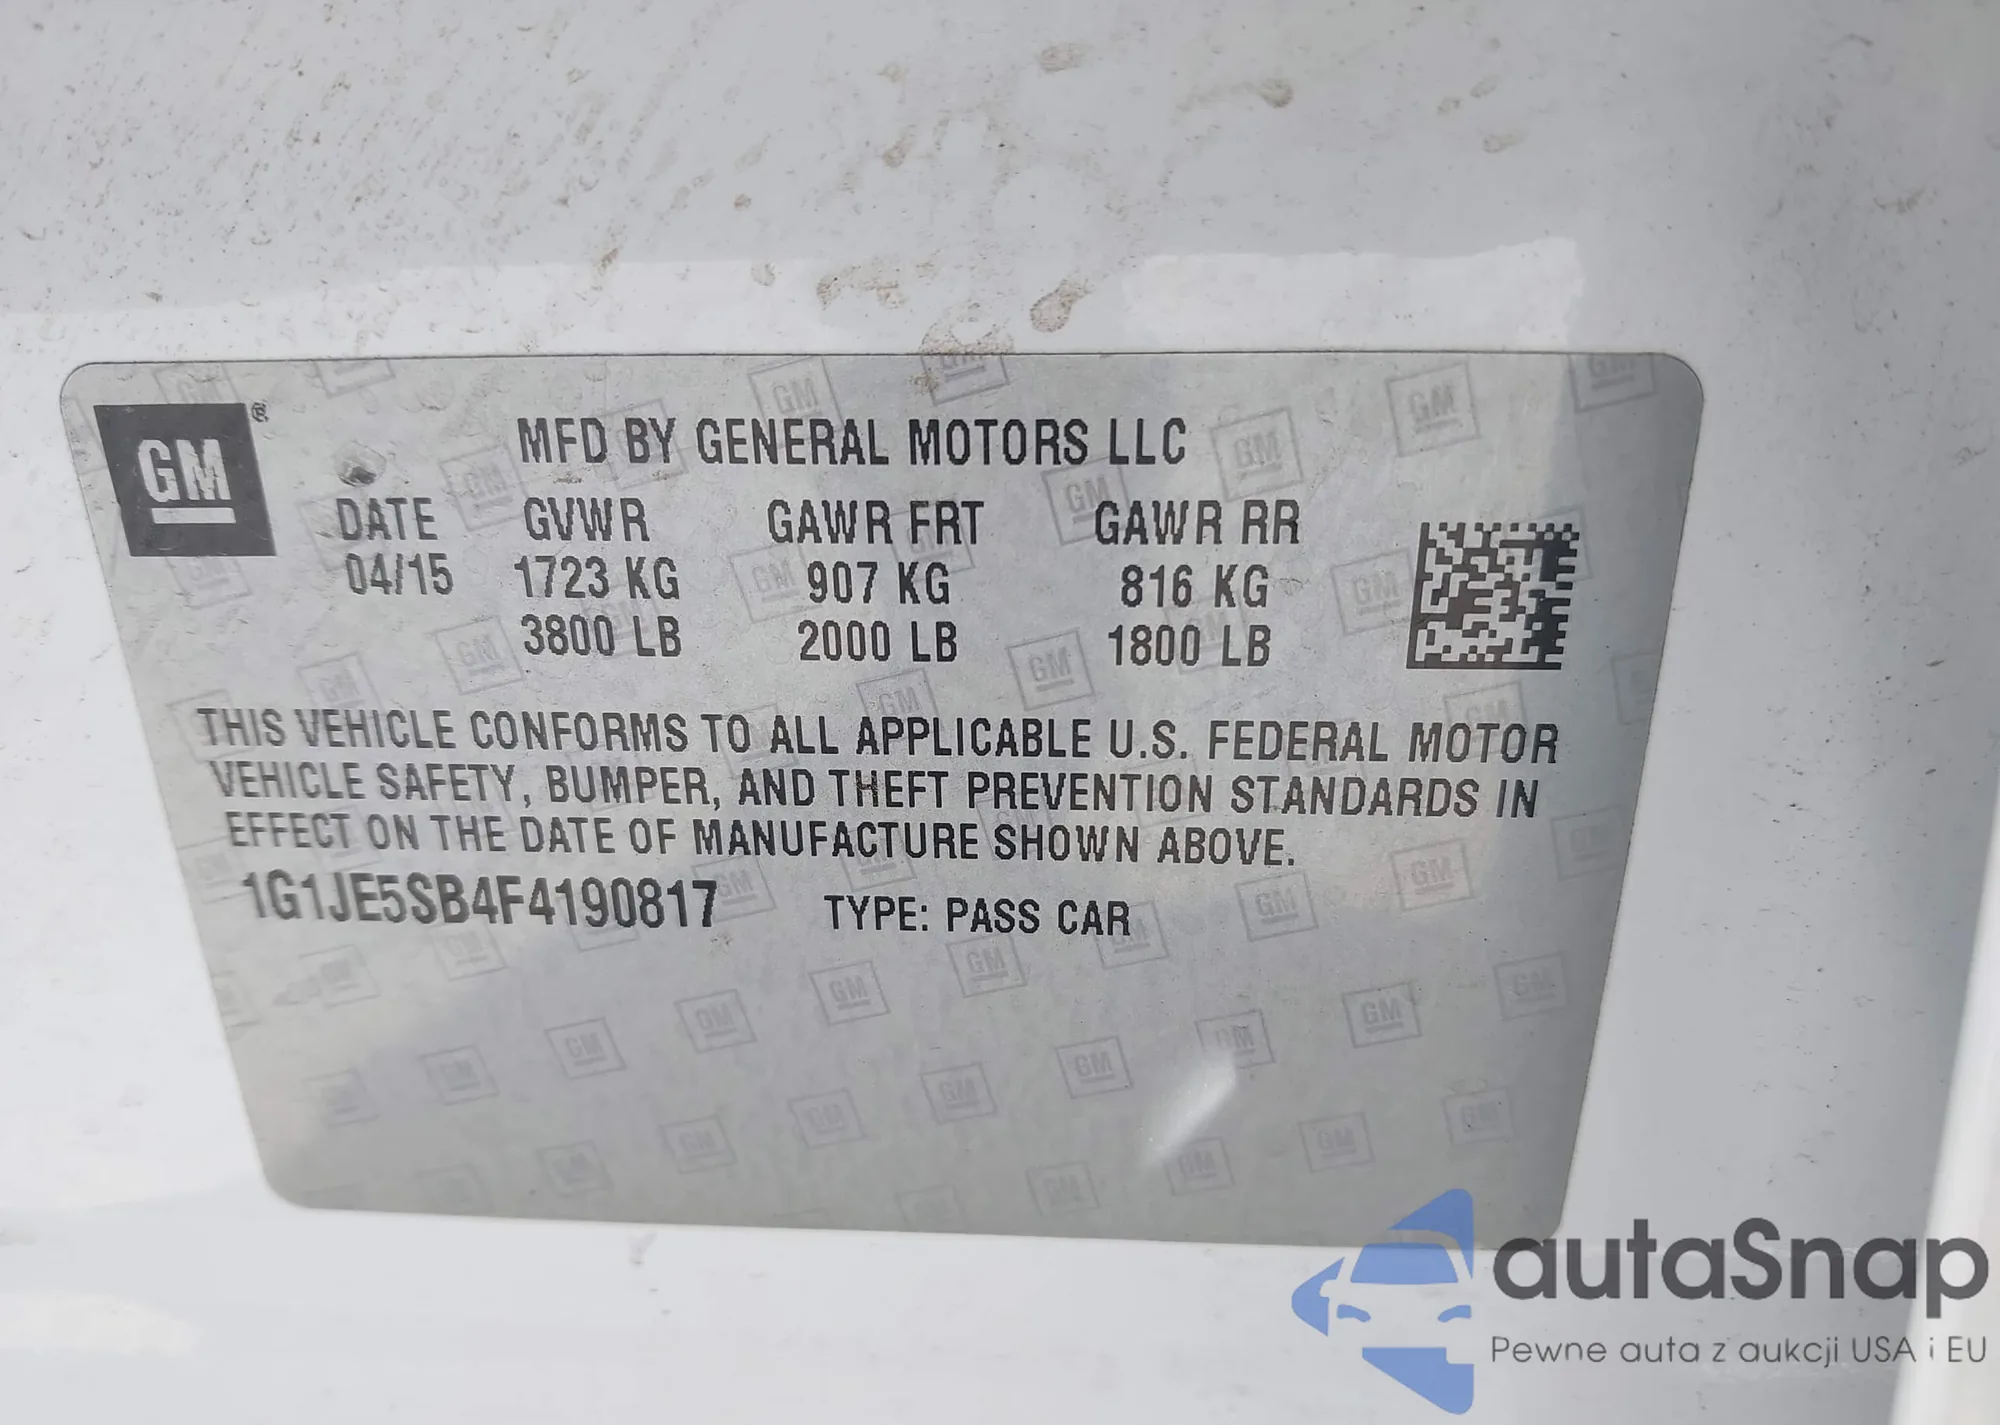 GM ®
MFD BY GENERAL MOTORS LLC
DATE GVWR GAWR FRT GAWR RR
04/15 1723 KG 907 KG 816 KG
3800 LB 2000 LB 1800 LB
THIS VEHICLE CONFORMS TO ALL APPLICABLE U.S. FEDERAL MOTOR
VEHICLE SAFETY, BUMPER, AND THEFT PREVENTION STANDARDS IN
EFFECT ON THE DATE OF MANUFACTURE SHOWN ABOVE.
1G1JE5SB4F4190817 TYPE: PASS CAR
autaSnap
Pewne auta z aukcji USA i EU